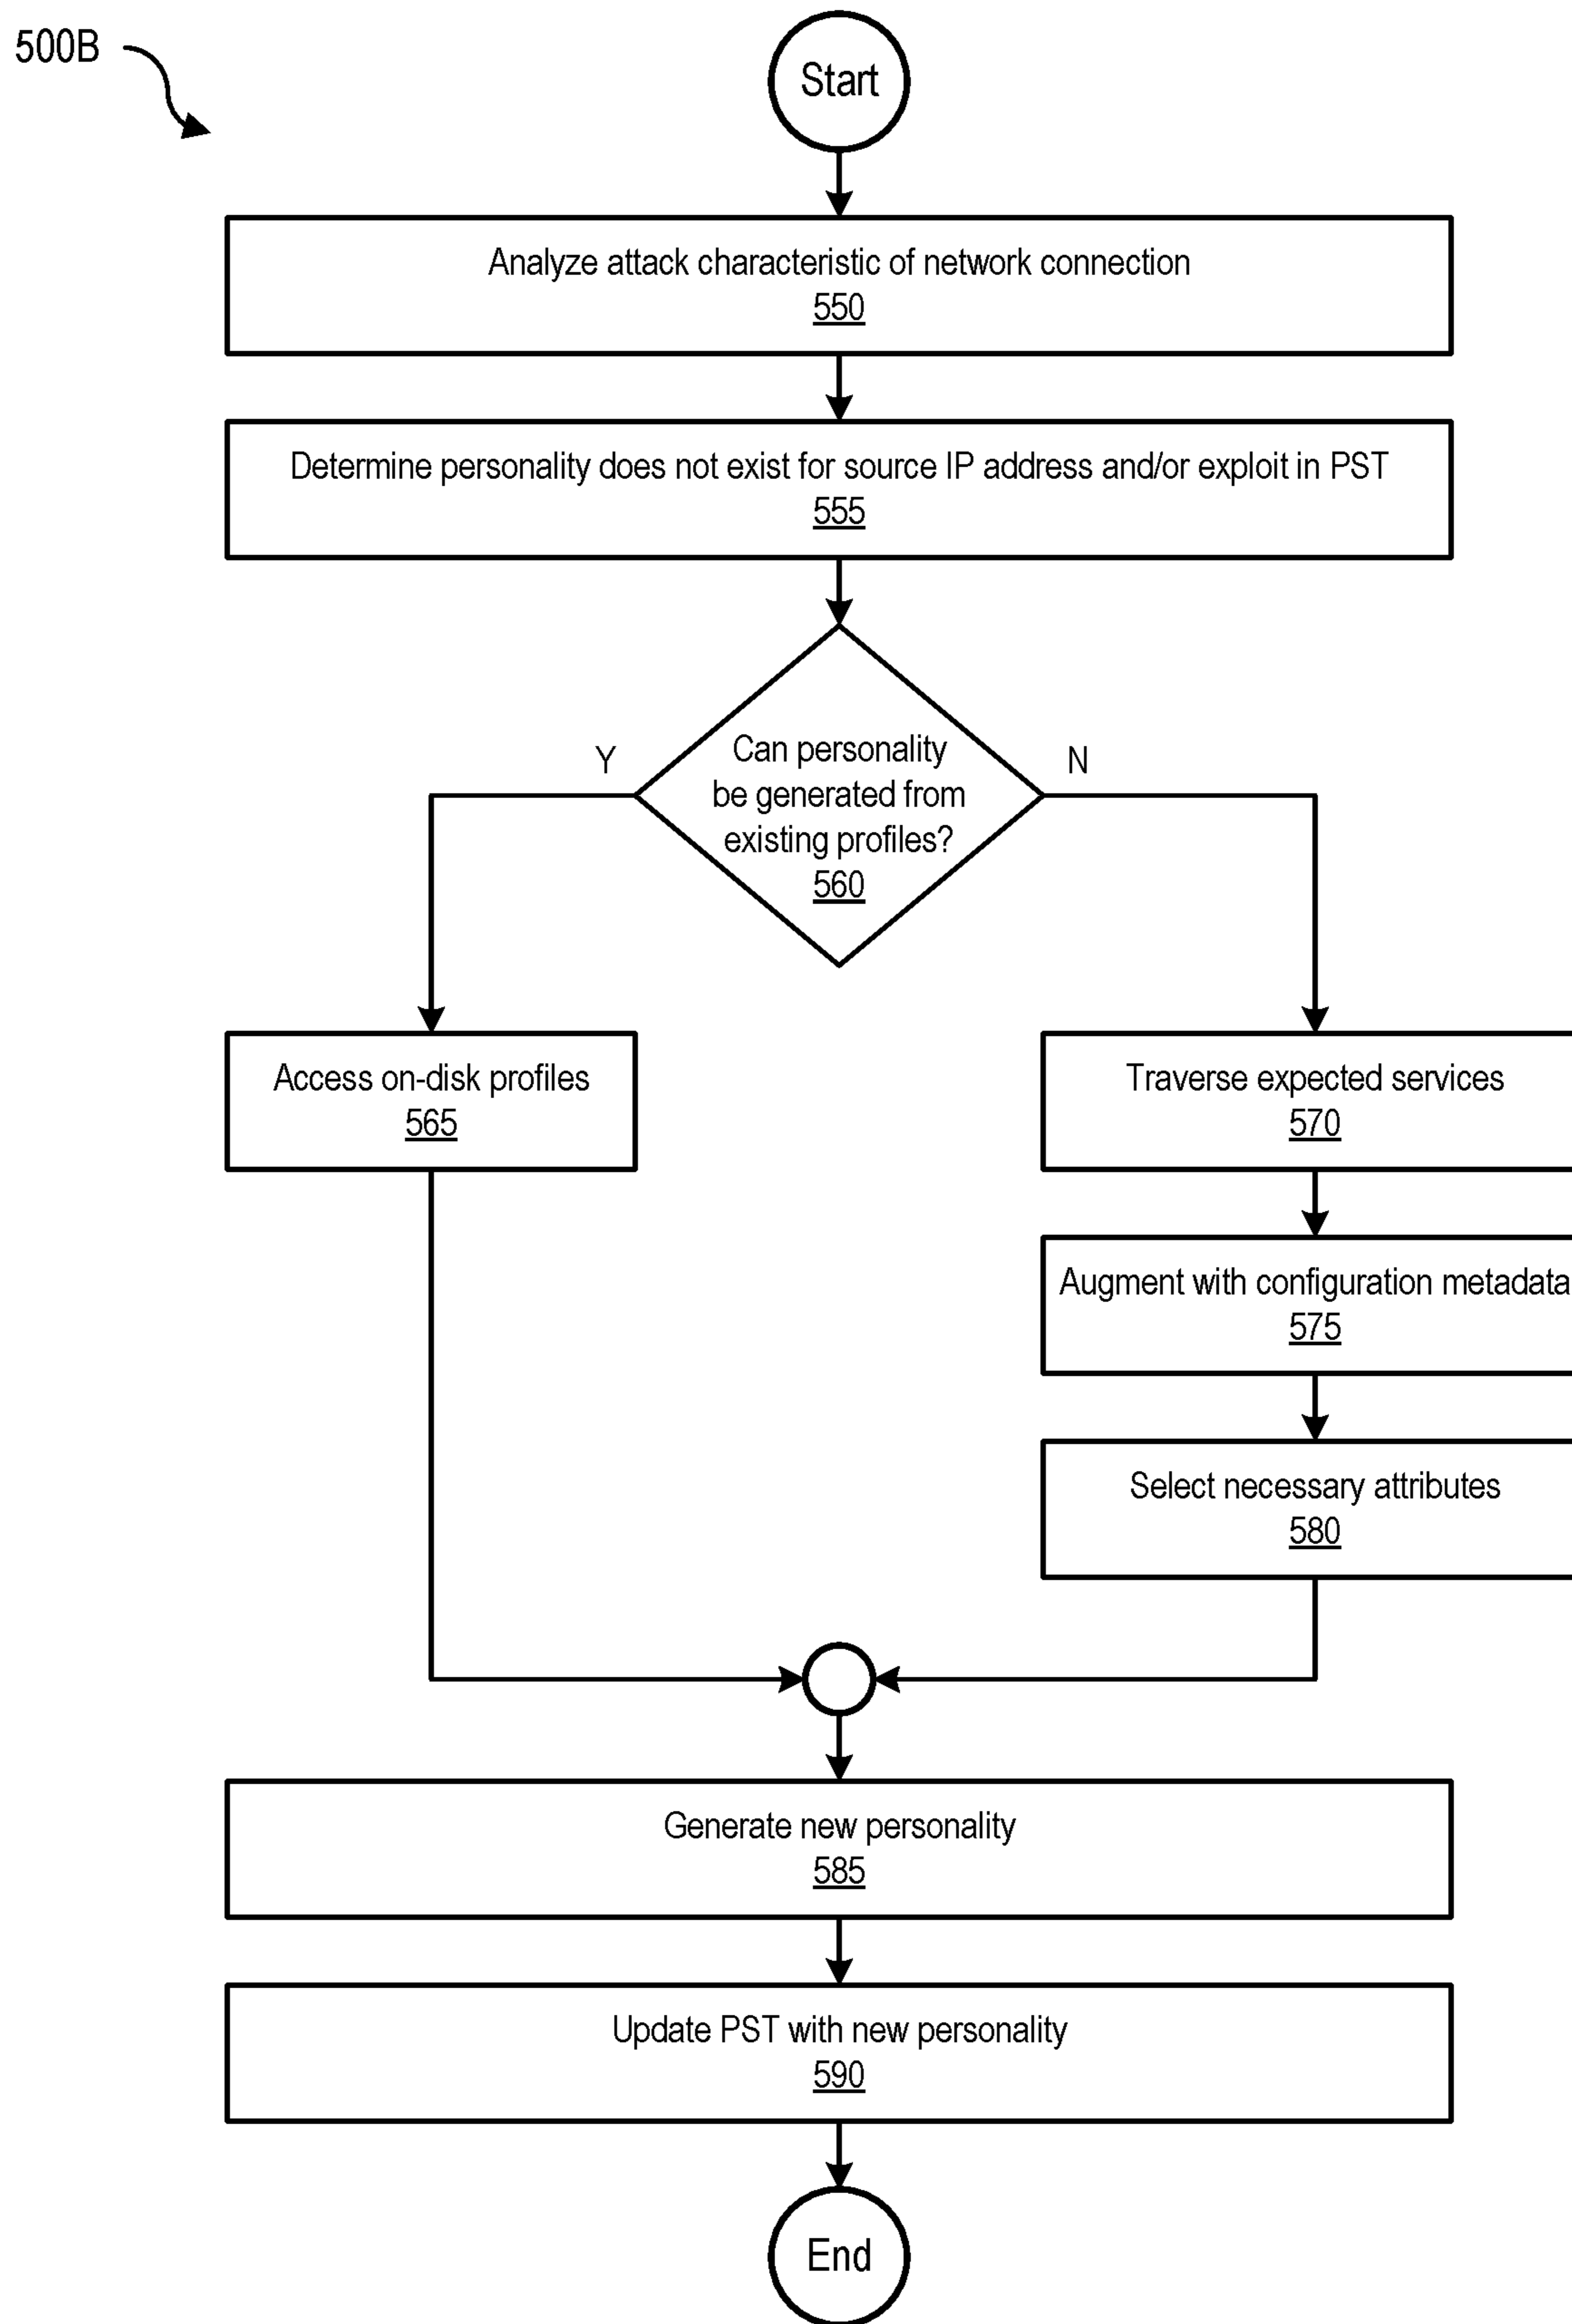 500B
Start
Analyze attack characteristic of network connection
550
Determine personality does not exist for source IP address and/or exploit in PST
555
Can personality
be generated from
existing profiles?
560
Y
N
Access on-disk profiles
565
Traverse expected services
570
Augment with configuration metadata
575
Select necessary attributes
580
Generate new personality
585
Update PST with new personality
590
End